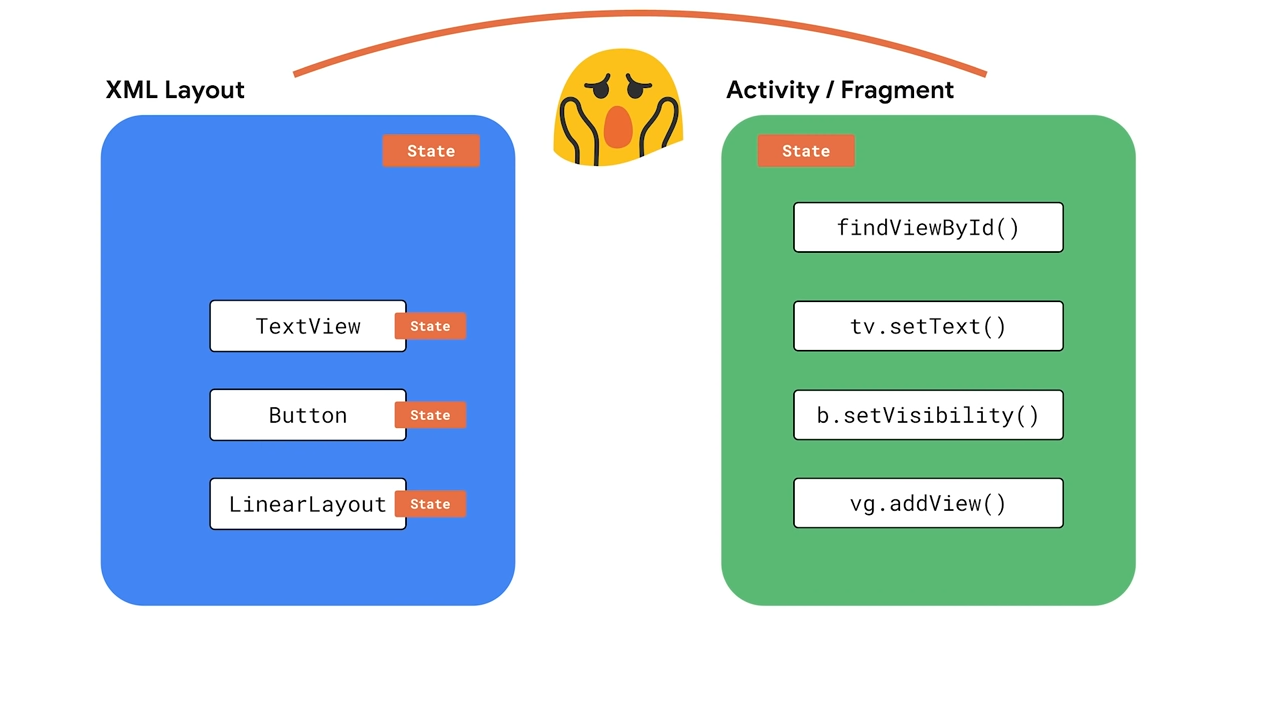 XML Layout
State
TextView
State
Button
State
LinearLayout
State
Activity / Fragment
State
findViewById()
tv.setText()
b.setVisibility()
vg.addView()